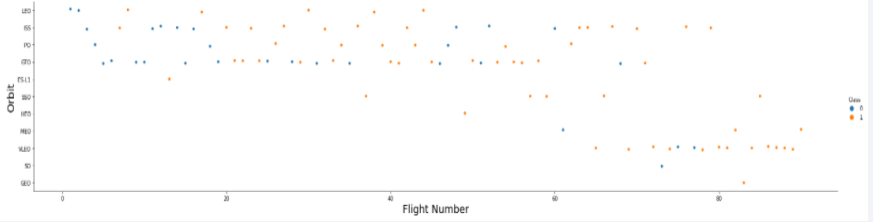 LEO
ISS
PO
GTO
ES-L1
SSO
HEO
MEO
VLEO
SO
GEO
Orbit
0 20 40 60 80
Flight Number
Class
0
1